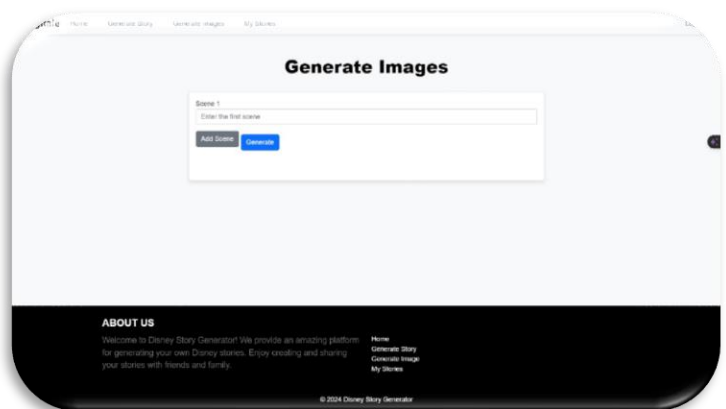 Home Generate Story Generate Images My Stories
Generate Images
Scene 1
Enter the first scene
Add Scene Generate
ABOUT US
Welcome to Disney Story Generator! We provide an amazing platform
for generating your own Disney stories. Enjoy creating and sharing
your stories with friends and family.
Home
Generate Story
Generate Image
My Stories
© 2024 Disney Story Generator